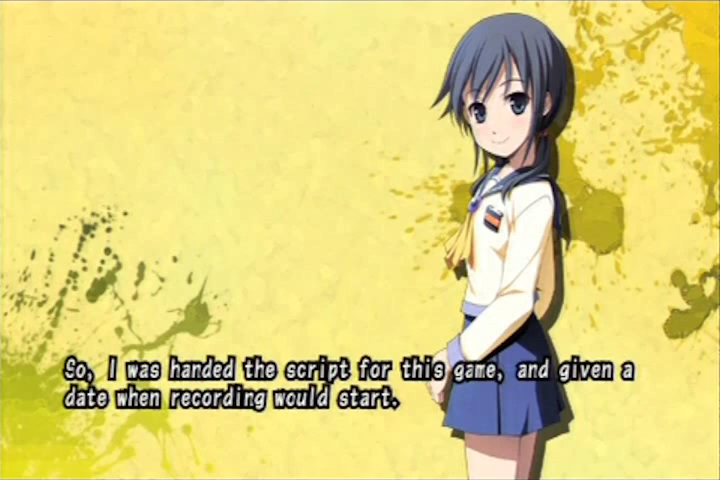 So, I was handed the script for this game, and given a
date when recording would start.